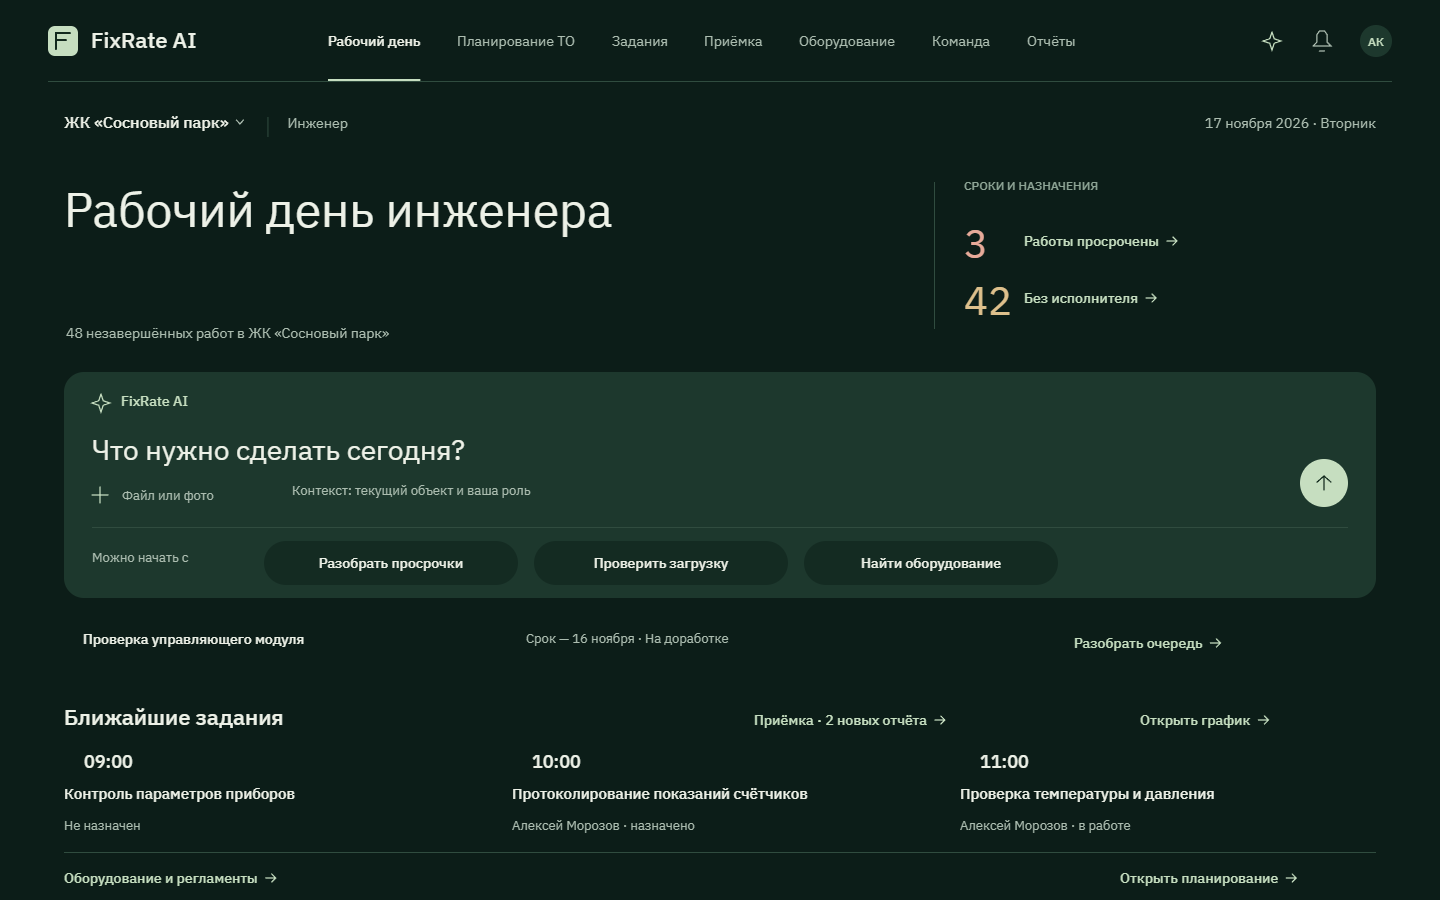 FixRate AI
Рабочий день
Планирование ТО
Задания
Приёмка
Оборудование
Команда
Отчёты
АК
ЖК «Сосновый парк»
Инженер
17 ноября 2026 · Вторник
Рабочий день инженера
48 незавершённых работ в ЖК «Сосновый парк»
СРОКИ И НАЗНАЧЕНИЯ
3 Работы просрочены →
42 Без исполнителя →
FixRate AI
Что нужно сделать сегодня?
Файл или фото
Контекст: текущий объект и ваша роль
Можно начать с
Разобрать просрочки
Проверить загрузку
Найти оборудование
Проверка управляющего модуля
Срок — 16 ноября · На доработке
Разобрать очередь →
Ближайшие задания
Приёмка · 2 новых отчёта →
Открыть график →
09:00
Контроль параметров приборов
Не назначен
10:00
Протоколирование показаний счётчиков
Алексей Морозов · назначено
11:00
Проверка температуры и давления
Алексей Морозов · в работе
Оборудование и регламенты →
Открыть планирование →